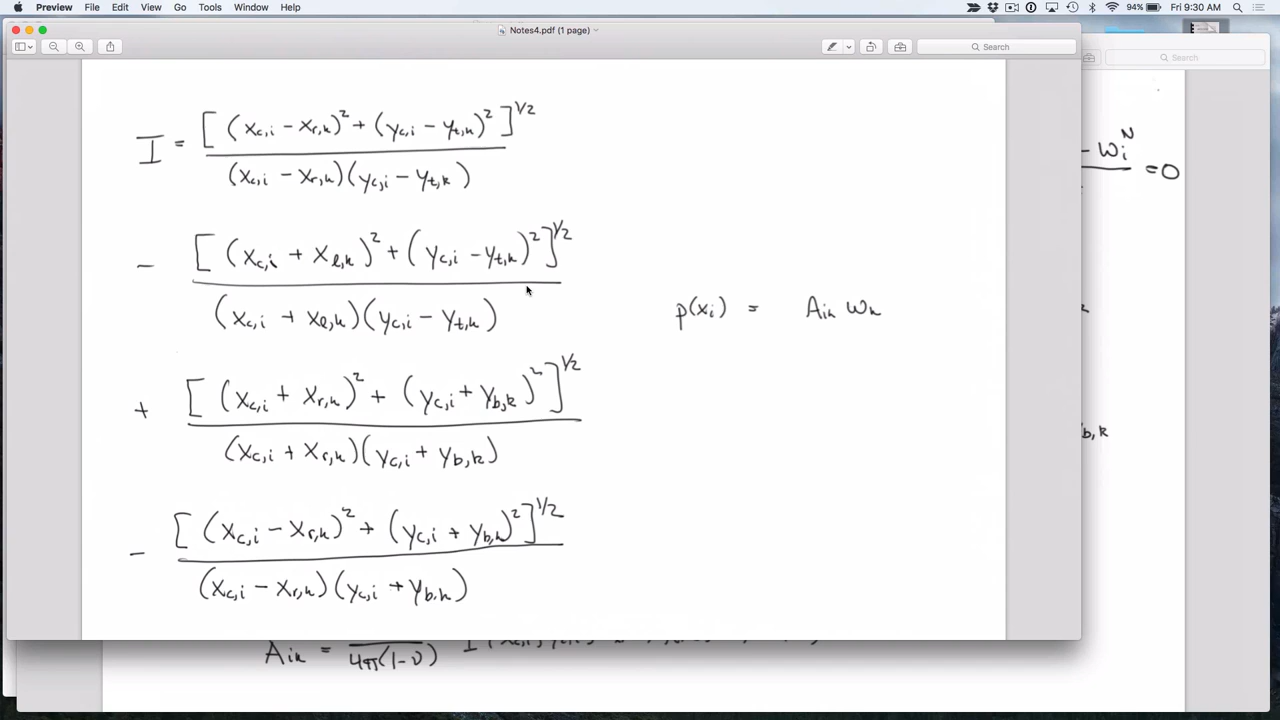 Preview File Edit View Go Tools Window Help 94% Fri 9:30 AM
Notes4.pdf (1 page)
Search
Search
I = [(x_{c,i} - x_{r,k})^2 + (y_{c,i} - y_{t,k})^2]^{1/2}
(x_{c,i} - x_{r,k})(y_{c,i} - y_{t,k})
- w_i^N = 0
- [(x_{c,i} + x_{l,k})^2 + (y_{c,i} - y_{t,k})^2]^{1/2}
(x_{c,i} + x_{l,k})(y_{c,i} - y_{t,k})
p(x_i) = A_{ik} w_k
+ [(x_{c,i} + x_{r,k})^2 + (y_{c,i} + y_{b,k})^2]^{1/2}
(x_{c,i} + x_{r,k})(y_{c,i} + y_{b,k})
b,k
- [(x_{c,i} - x_{r,k})^2 + (y_{c,i} + y_{b,k})^2]^{1/2}
(x_{c,i} - x_{r,k})(y_{c,i} + y_{b,k})
A_{ik} = 4π(1-ν)